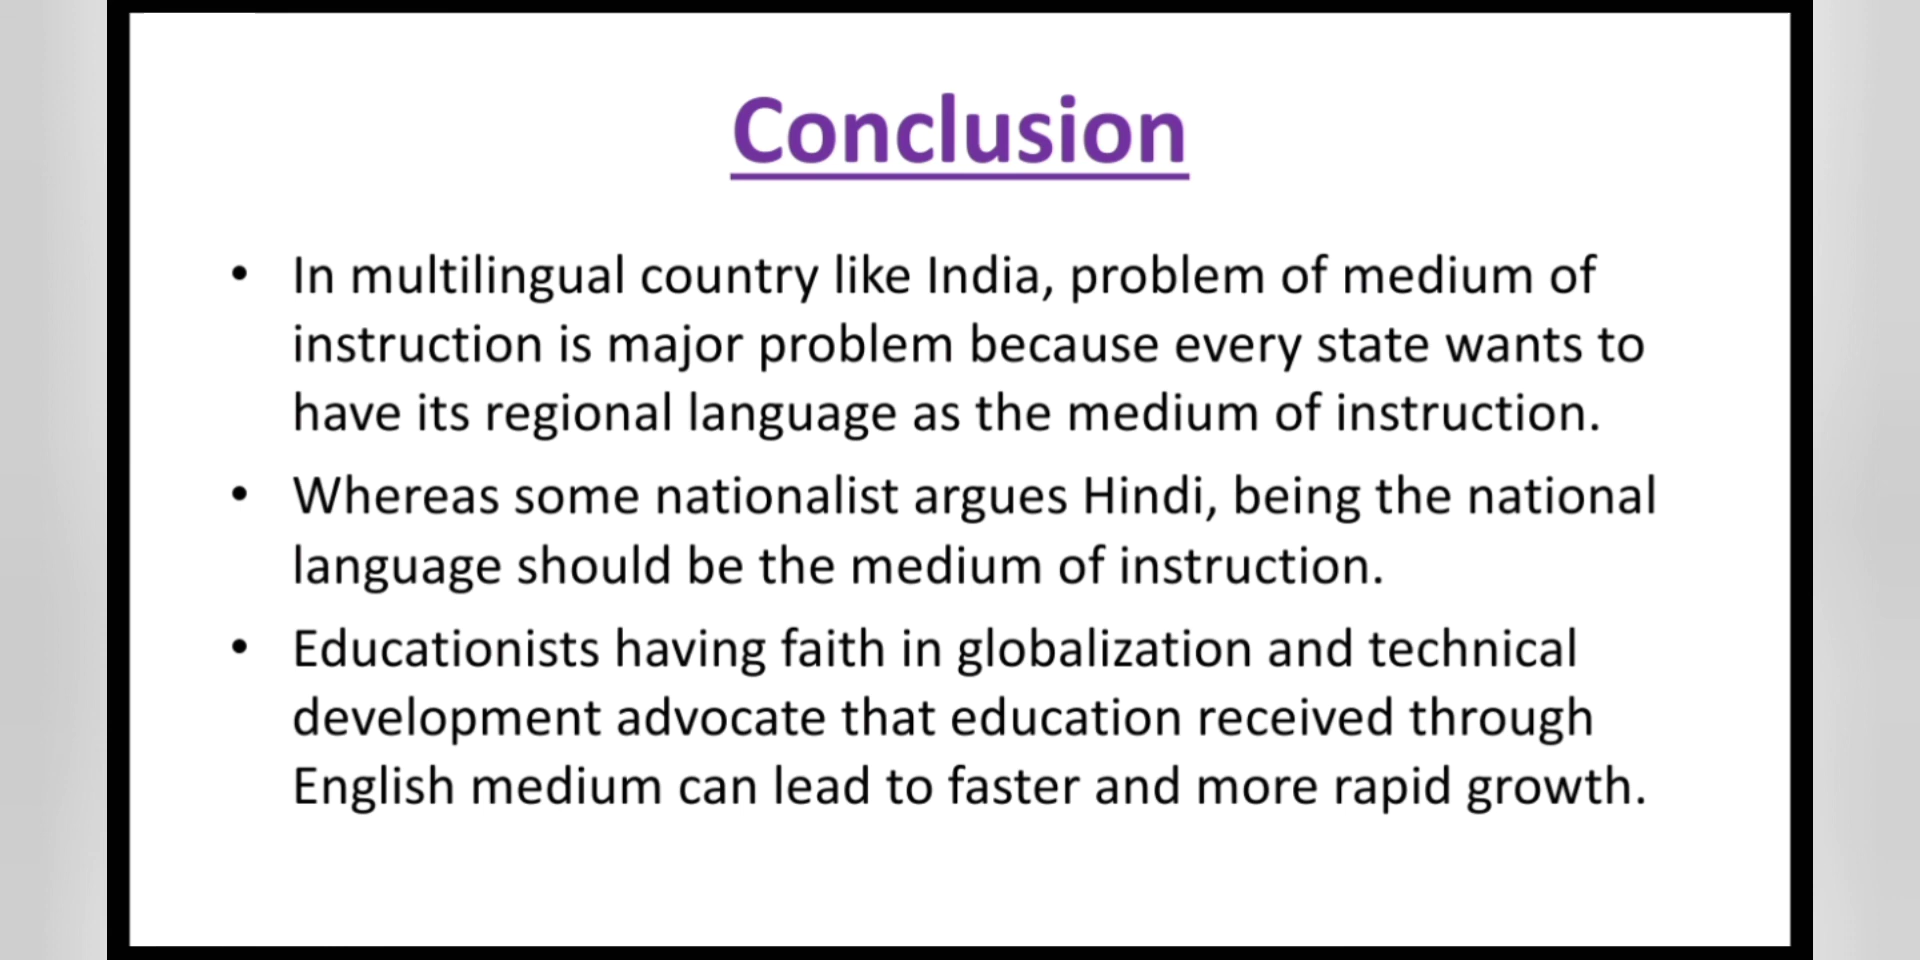 Conclusion
• In multilingual country like India, problem of medium of
instruction is major problem because every state wants to
have its regional language as the medium of instruction.
• Whereas some nationalist argues Hindi, being the national
language should be the medium of instruction.
• Educationists having faith in globalization and technical
development advocate that education received through
English medium can lead to faster and more rapid growth.